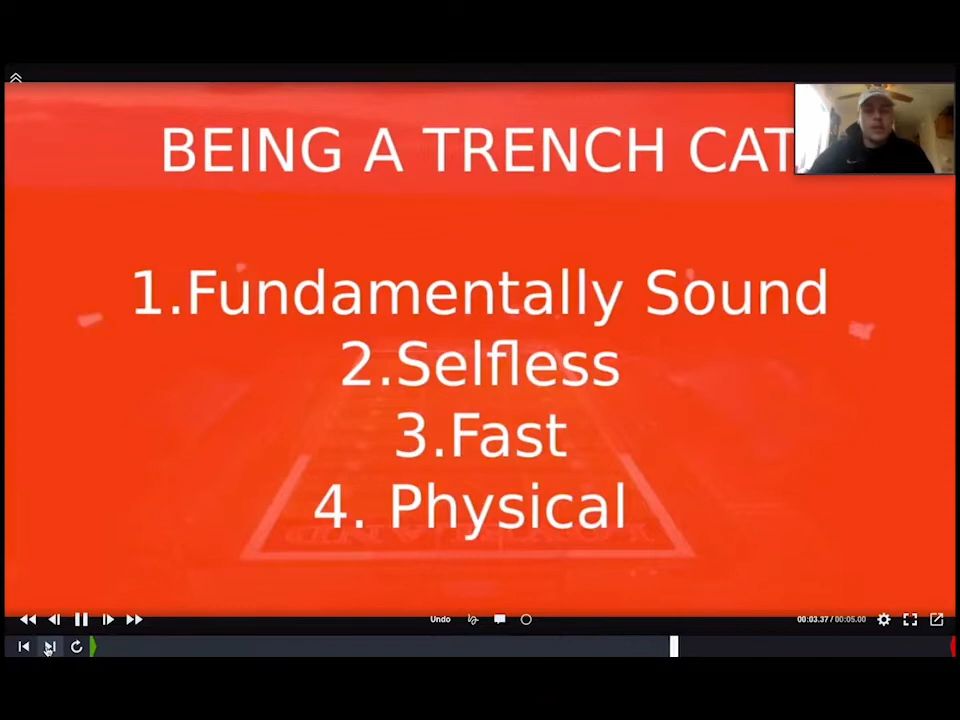 BEING A TRENCH CAT
1.Fundamentally Sound
2.Selfless
3.Fast
4. Physical
Undo
00:03.37 / 00:05.00